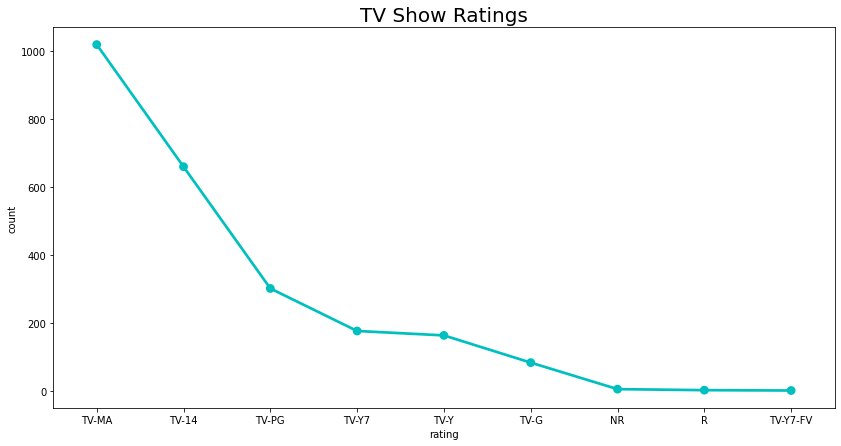 TV Show Ratings
1000
800
600
400
200
0
count
TV-MA TV-14 TV-PG TV-Y7 TV-Y TV-G NR R TV-Y7-FV
rating